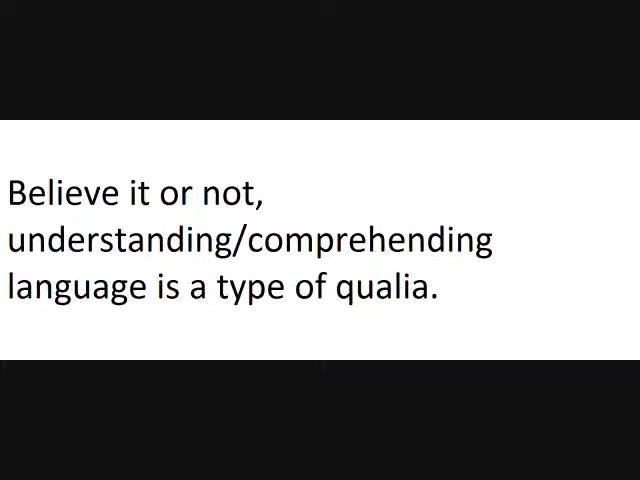 Believe it or not,
understanding/comprehending
language is a type of qualia.